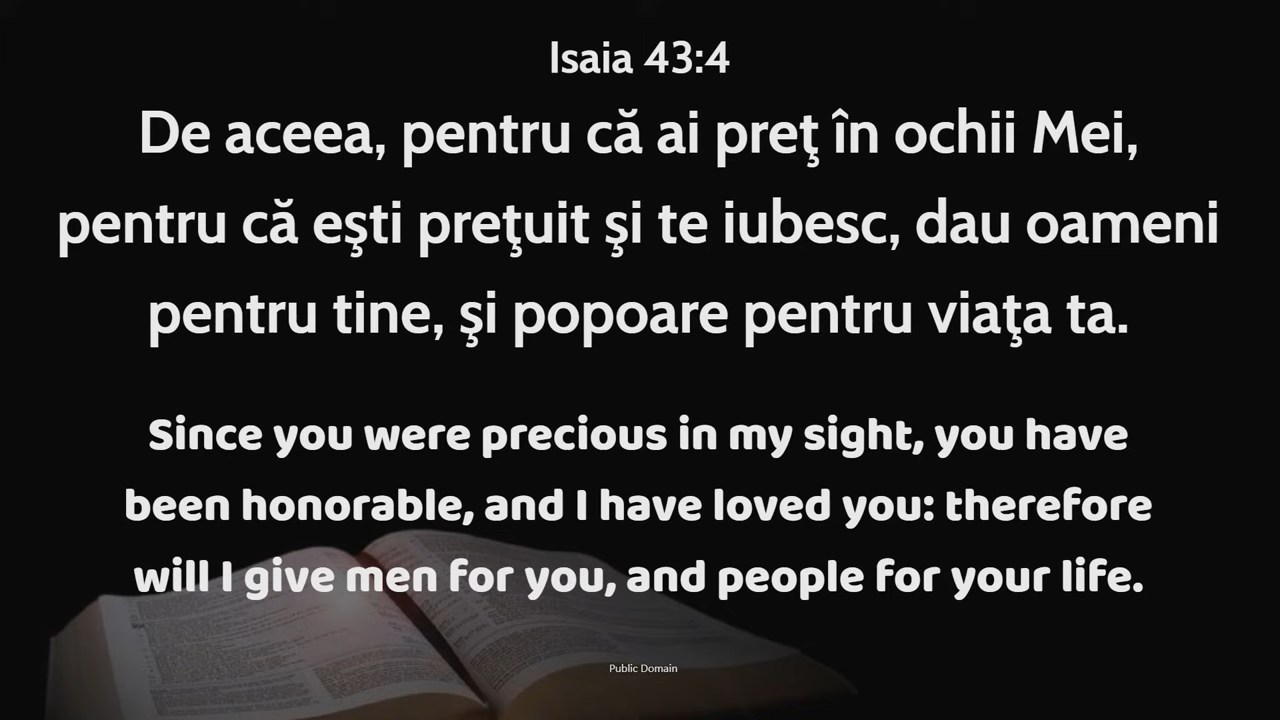 Isaia 43:4
De aceea, pentru că ai preţ în ochii Mei,
pentru că eşti preţuit şi te iubesc, dau oameni
pentru tine, şi popoare pentru viaţa ta.
Since you were precious in my sight, you have
been honorable, and I have loved you: therefore
will I give men for you, and people for your life.
Public Domain